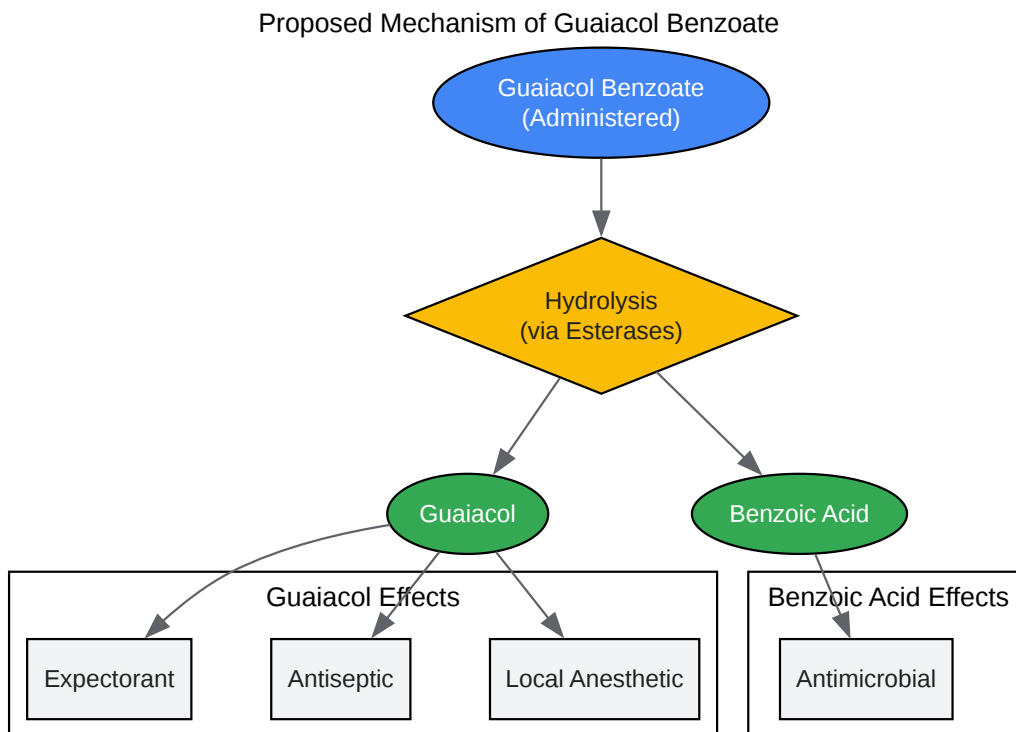 Proposed Mechanism of Guaiacol Benzoate
Guaiacol Benzoate
(Administered)
Hydrolysis
(via Esterases)
Guaiacol
Benzoic Acid
Guaiacol Effects
Benzoic Acid Effects
Expectorant
Antiseptic
Local Anesthetic
Antimicrobial